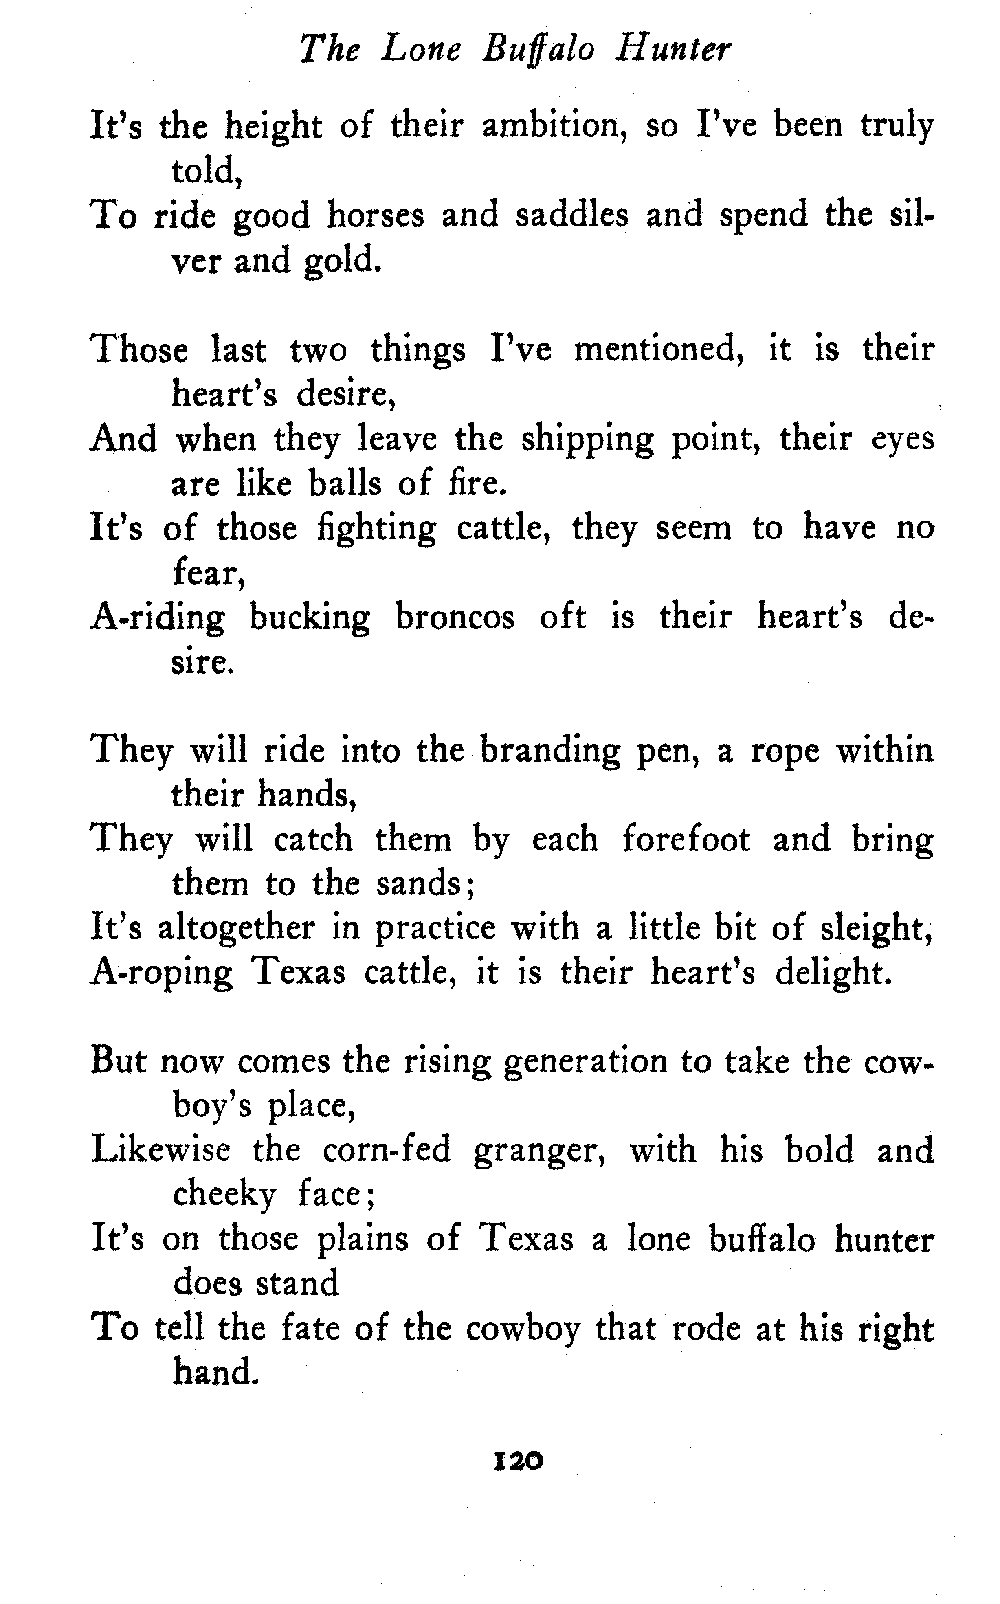 The Lone Buffalo Hunter
It's the height of their ambition, so I've been truly
told,
To ride good horses and saddles and spend the sil-
ver and gold.
Those last two things I've mentioned, it is their
heart's desire,
And when they leave the shipping point, their eyes
are like balls of fire.
It's of those fighting cattle, they seem to have no
fear,
A-riding bucking broncos oft is their heart's de-
sire.
They will ride into the branding pen, a rope within
their hands,
They will catch them by each forefoot and bring
them to the sands;
It's altogether in practice with a little bit of sleight,
A-roping Texas cattle, it is their heart's delight.
But now comes the rising generation to take the cow-
boy's place,
Likewise the corn-fed granger, with his bold and
cheeky face;
It's on those plains of Texas a lone buffalo hunter
does stand
To tell the fate of the cowboy that rode at his right
hand.
120